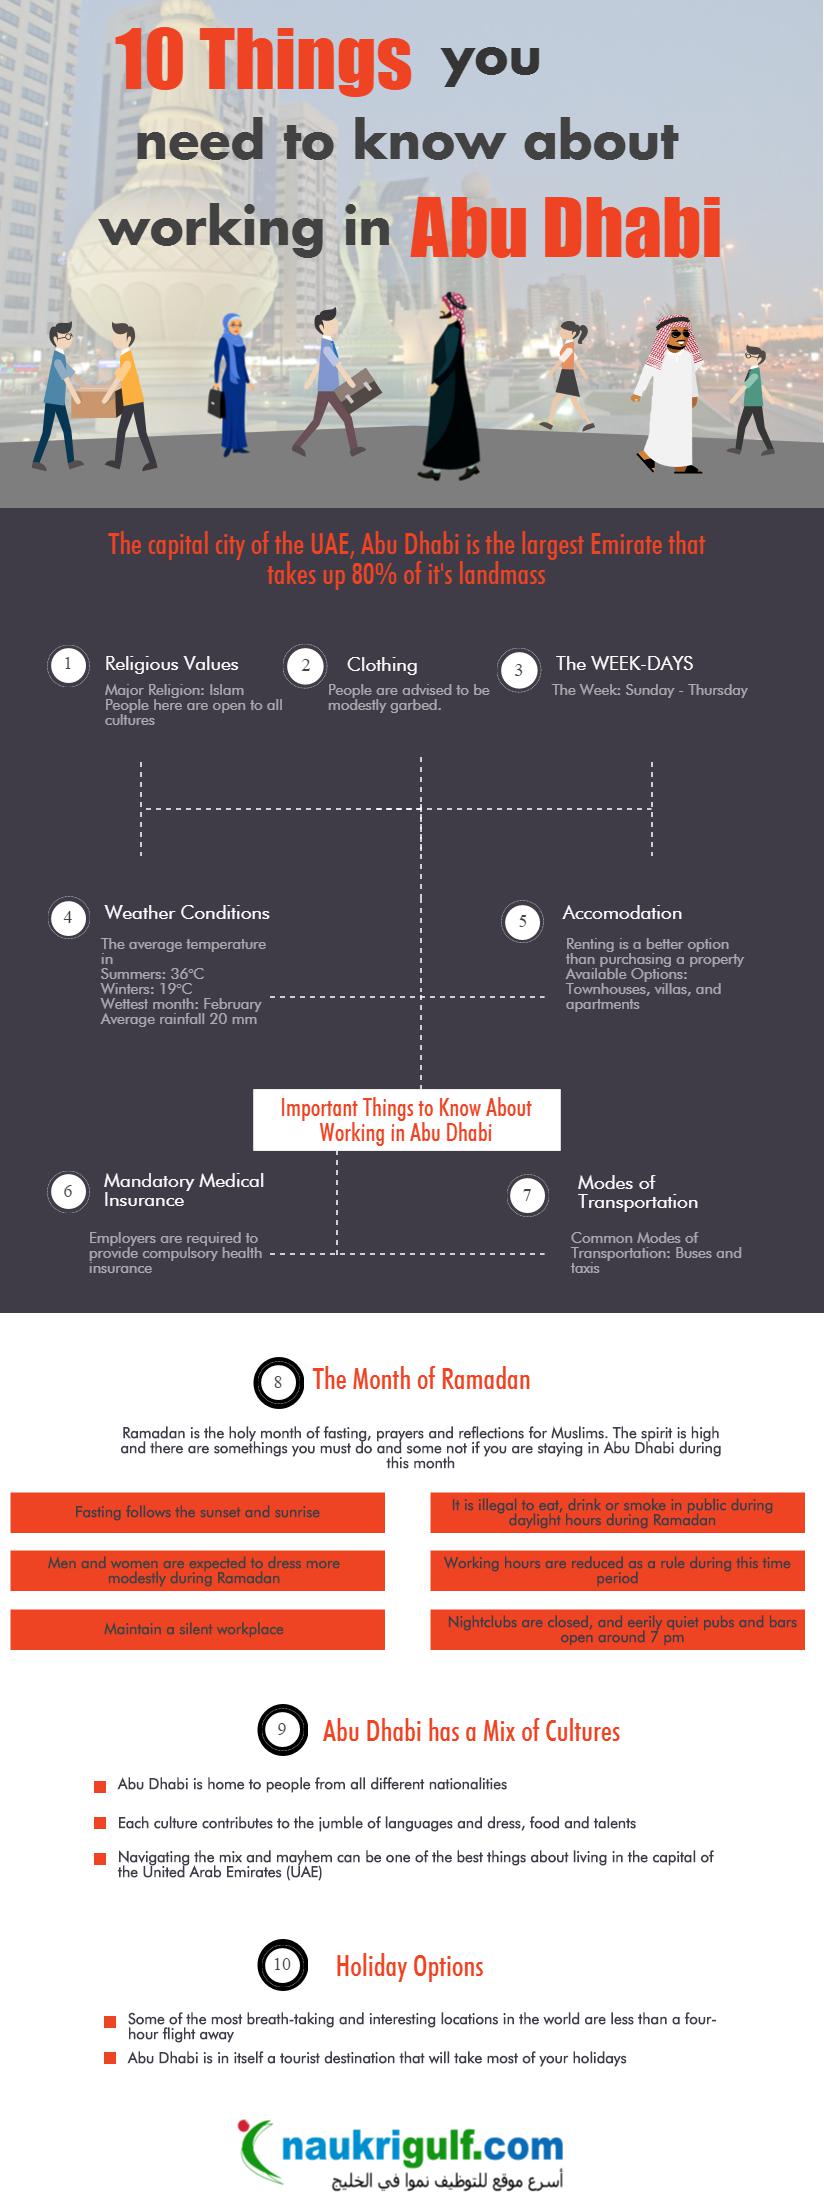 10 Things you
need to know about
working in Abu Dhabi
The capital city of the UAE, Abu Dhabi is the largest Emirate that
takes up 80% of it's landmass
1
Religious Values
Major Religion: Islam
People here are open to all
cultures
2
Clothing
People are advised to be
modestly garbed.
3
The WEEK-DAYS
The Week: Sunday - Thursday
4
Weather Conditions
The average temperature
in
Summers: 36°C
Winters: 19°C
Wettest month: February
Average rainfall 20 mm
5
Accomodation
Renting is a better option
than purchasing a property
Available Options:
Townhouses, villas, and
apartments
Important Things to Know About
Working in Abu Dhabi
6
Mandatory Medical
Insurance
Employers are required to
provide compulsory health
insurance
7
Modes of
Transportation
Common Modes of
Transportation: Buses and
taxis
8
The Month of Ramadan
Ramadan is the holy month of fasting, prayers and reflections for Muslims. The spirit is high
and there are somethings you must do and some not if you are staying in Abu Dhabi during
this month
Fasting follows the sunset and sunrise
It is illegal to eat, drink or smoke in public during
daylight hours during Ramadan
Men and women are expected to dress more
modestly during Ramadan
Working hours are reduced as a rule during this time
period
Maintain a silent workplace
Nightclubs are closed, and eerily quiet pubs and bars
open around 7 pm
9
Abu Dhabi has a Mix of Cultures
Abu Dhabi is home to people from all different nationalities
Each culture contributes to the jumble of languages and dress, food and talents
Navigating the mix and mayhem can be one of the best things about living in the capital of
the United Arab Emirates (UAE)
10
Holiday Options
Some of the most breath-taking and interesting locations in the world are less than a four-
hour flight away
Abu Dhabi is in itself a tourist destination that will take most of your holidays
naukrigulf.com
أسرع موقع للتوظيف نموا في الخليج